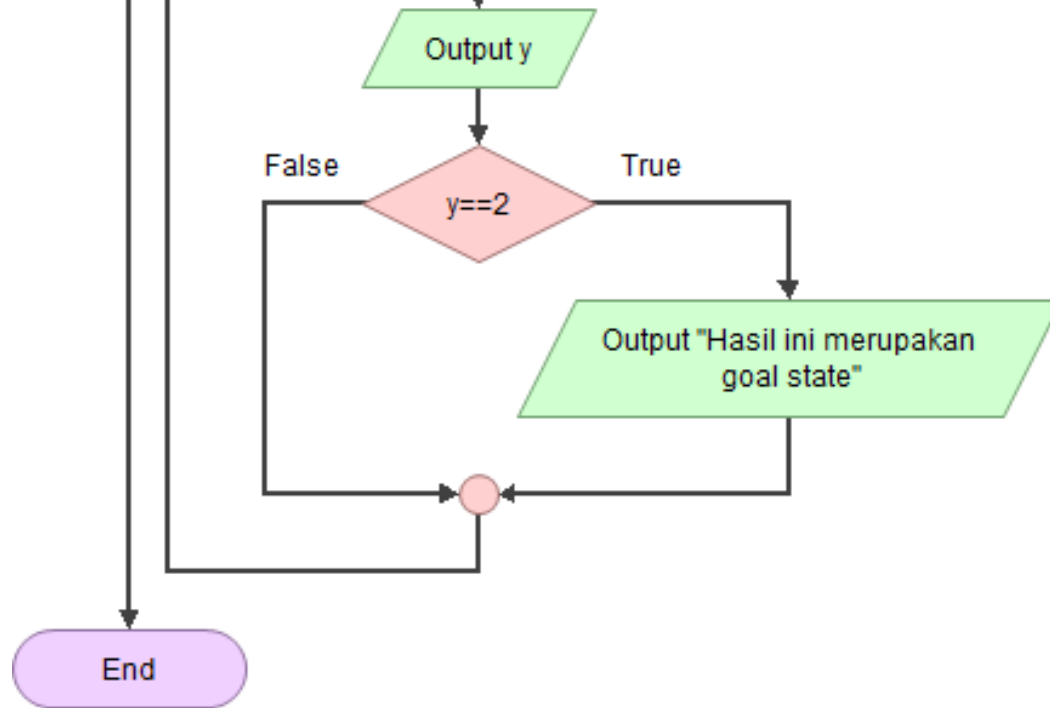 Output y
False
True
y==2
Output "Hasil ini merupakan
goal state"
End